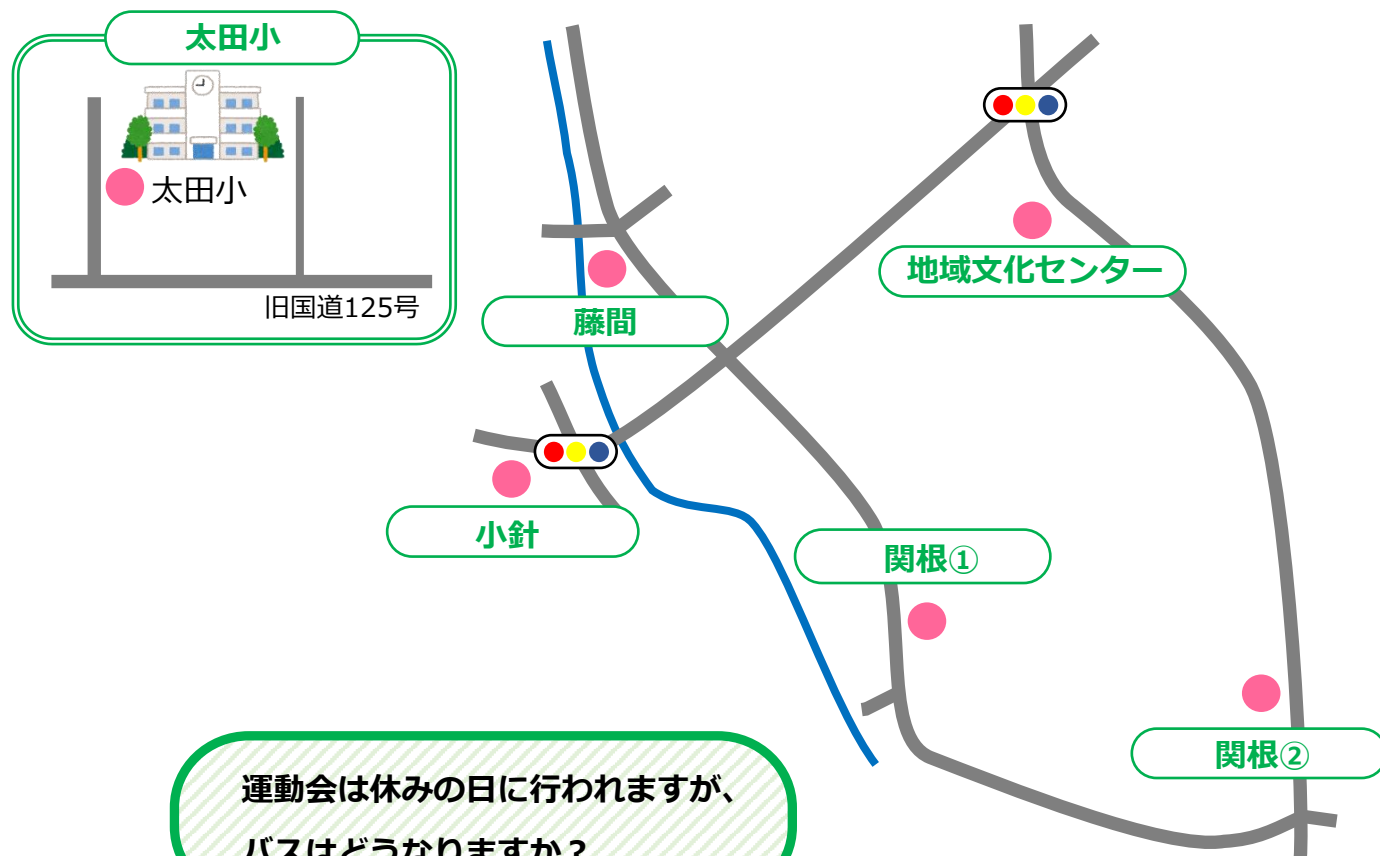 太田小
太田小
旧国道125号
地域文化センター
藤間
小針
関根①
関根②
運動会は休みの日に行われますが、
バスはどうなりますか？